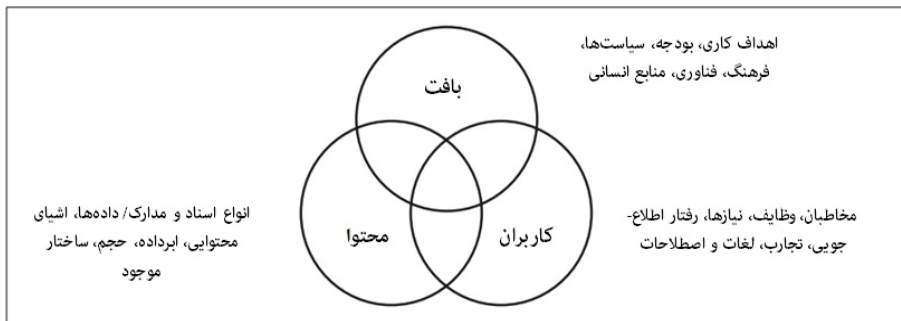 اهداف کاری، بودجه، سیاست‌ها،
فرهنگ، فناوری، منابع انسانی
بافت
انواع اسناد و مدارک/ داده‌ها، اشیای
محتوایی، ابرداده، حجم، ساختار
موجود
محتوا
کاربران
مخاطبان، وظایف، نیازها، رفتار اطلاع-
جویی، تجارب، لغات و اصطلاحات